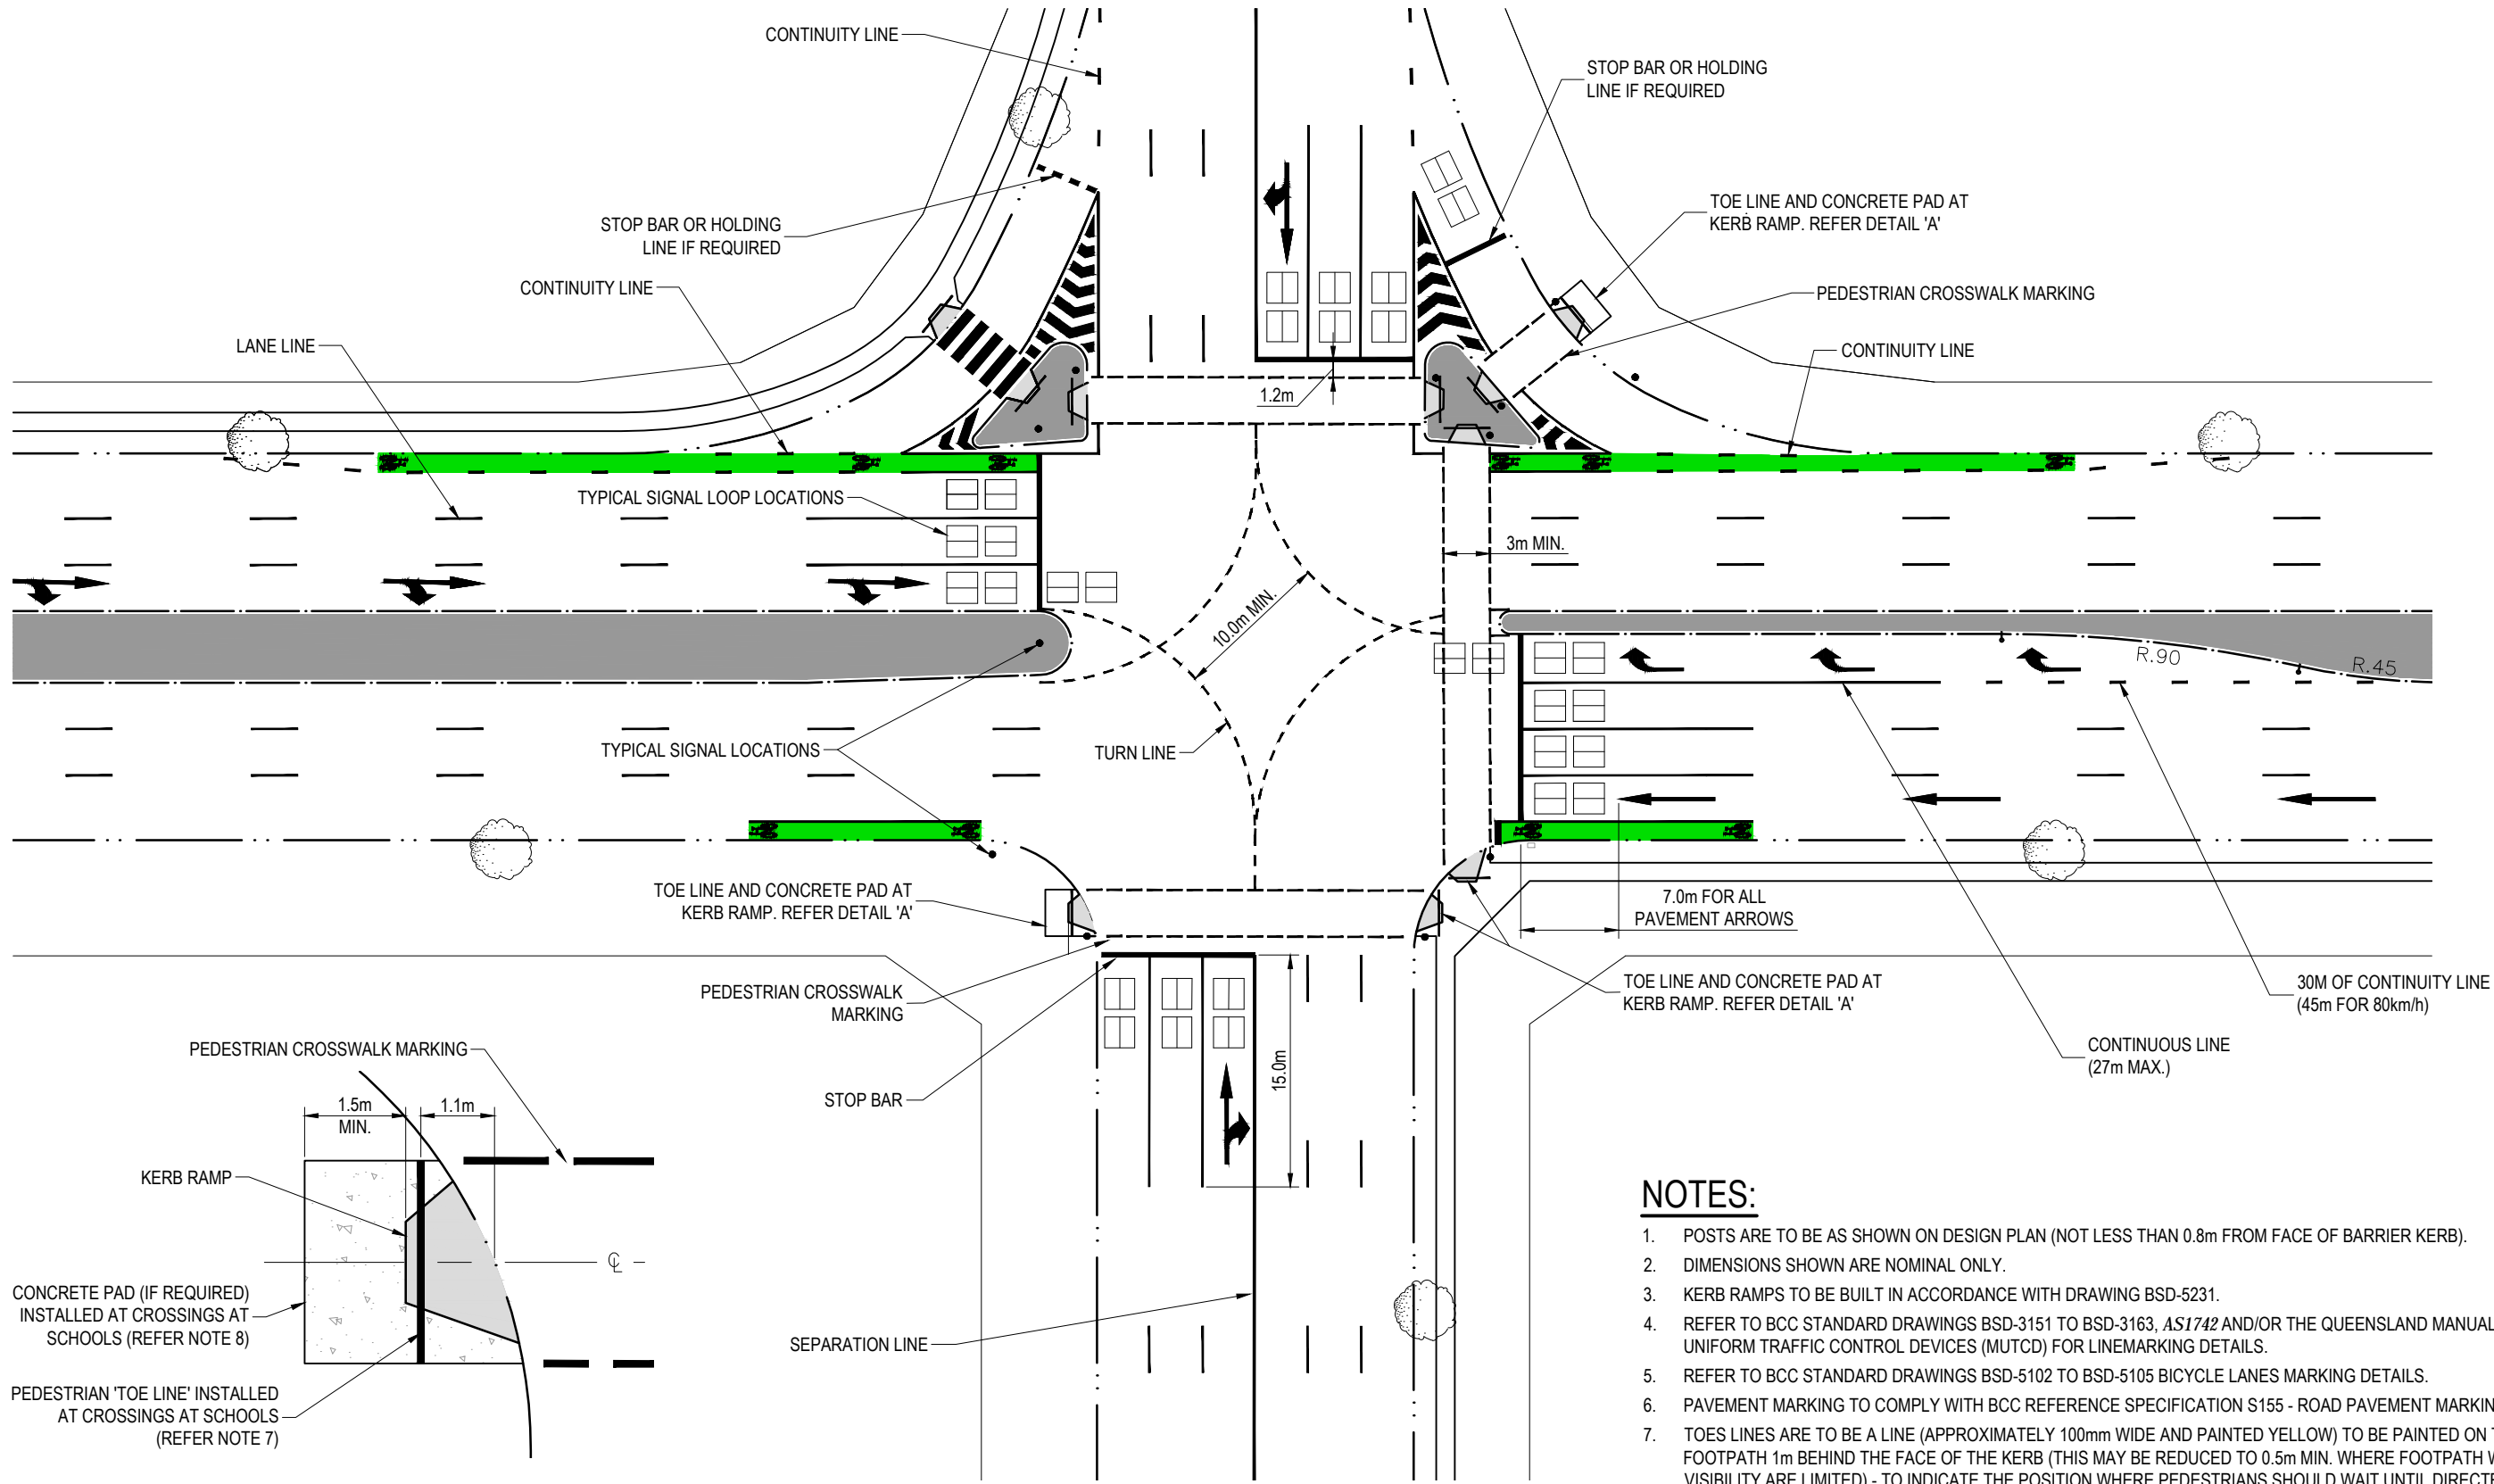 CONTINUITY LINE
STOP BAR OR HOLDING
LINE IF REQUIRED
TOE LINE AND CONCRETE PAD AT
KERB RAMP. REFER DETAIL 'A'
STOP BAR OR HOLDING
LINE IF REQUIRED
CONTINUITY LINE
PEDESTRIAN CROSSWALK MARKING
LANE LINE
CONTINUITY LINE
1.2m
TYPICAL SIGNAL LOOP LOCATIONS
3m MIN.
10.0m MIN.
R.90
R.45
TYPICAL SIGNAL LOCATIONS
TURN LINE
TOE LINE AND CONCRETE PAD AT
KERB RAMP. REFER DETAIL 'A'
7.0m FOR ALL
PAVEMENT ARROWS
PEDESTRIAN CROSSWALK
MARKING
TOE LINE AND CONCRETE PAD AT
KERB RAMP. REFER DETAIL 'A'
30M OF CONTINUITY LINE
(45m FOR 80km/h)
CONTINUOUS LINE
(27m MAX.)
STOP BAR
15.0m
PEDESTRIAN CROSSWALK MARKING
1.5m
MIN.
1.1m
KERB RAMP
℄
CONCRETE PAD (IF REQUIRED)
INSTALLED AT CROSSINGS AT
SCHOOLS (REFER NOTE 8)
PEDESTRIAN 'TOE LINE' INSTALLED
AT CROSSINGS AT SCHOOLS
(REFER NOTE 7)
SEPARATION LINE
NOTES:
1. POSTS ARE TO BE AS SHOWN ON DESIGN PLAN (NOT LESS THAN 0.8m FROM FACE OF BARRIER KERB).
2. DIMENSIONS SHOWN ARE NOMINAL ONLY.
3. KERB RAMPS TO BE BUILT IN ACCORDANCE WITH DRAWING BSD-5231.
4. REFER TO BCC STANDARD DRAWINGS BSD-3151 TO BSD-3163, AS1742 AND/OR THE QUEENSLAND MANUAL
UNIFORM TRAFFIC CONTROL DEVICES (MUTCD) FOR LINEMARKING DETAILS.
5. REFER TO BCC STANDARD DRAWINGS BSD-5102 TO BSD-5105 BICYCLE LANES MARKING DETAILS.
6. PAVEMENT MARKING TO COMPLY WITH BCC REFERENCE SPECIFICATION S155 - ROAD PAVEMENT MARKIN
7. TOES LINES ARE TO BE A LINE (APPROXIMATELY 100mm WIDE AND PAINTED YELLOW) TO BE PAINTED ON
FOOTPATH 1m BEHIND THE FACE OF THE KERB (THIS MAY BE REDUCED TO 0.5m MIN. WHERE FOOTPATH
VISIBILITY ARE LIMITED) - TO INDICATE THE POSITION WHERE PEDESTRIANS SHOULD WAIT UNTIL DIRECT